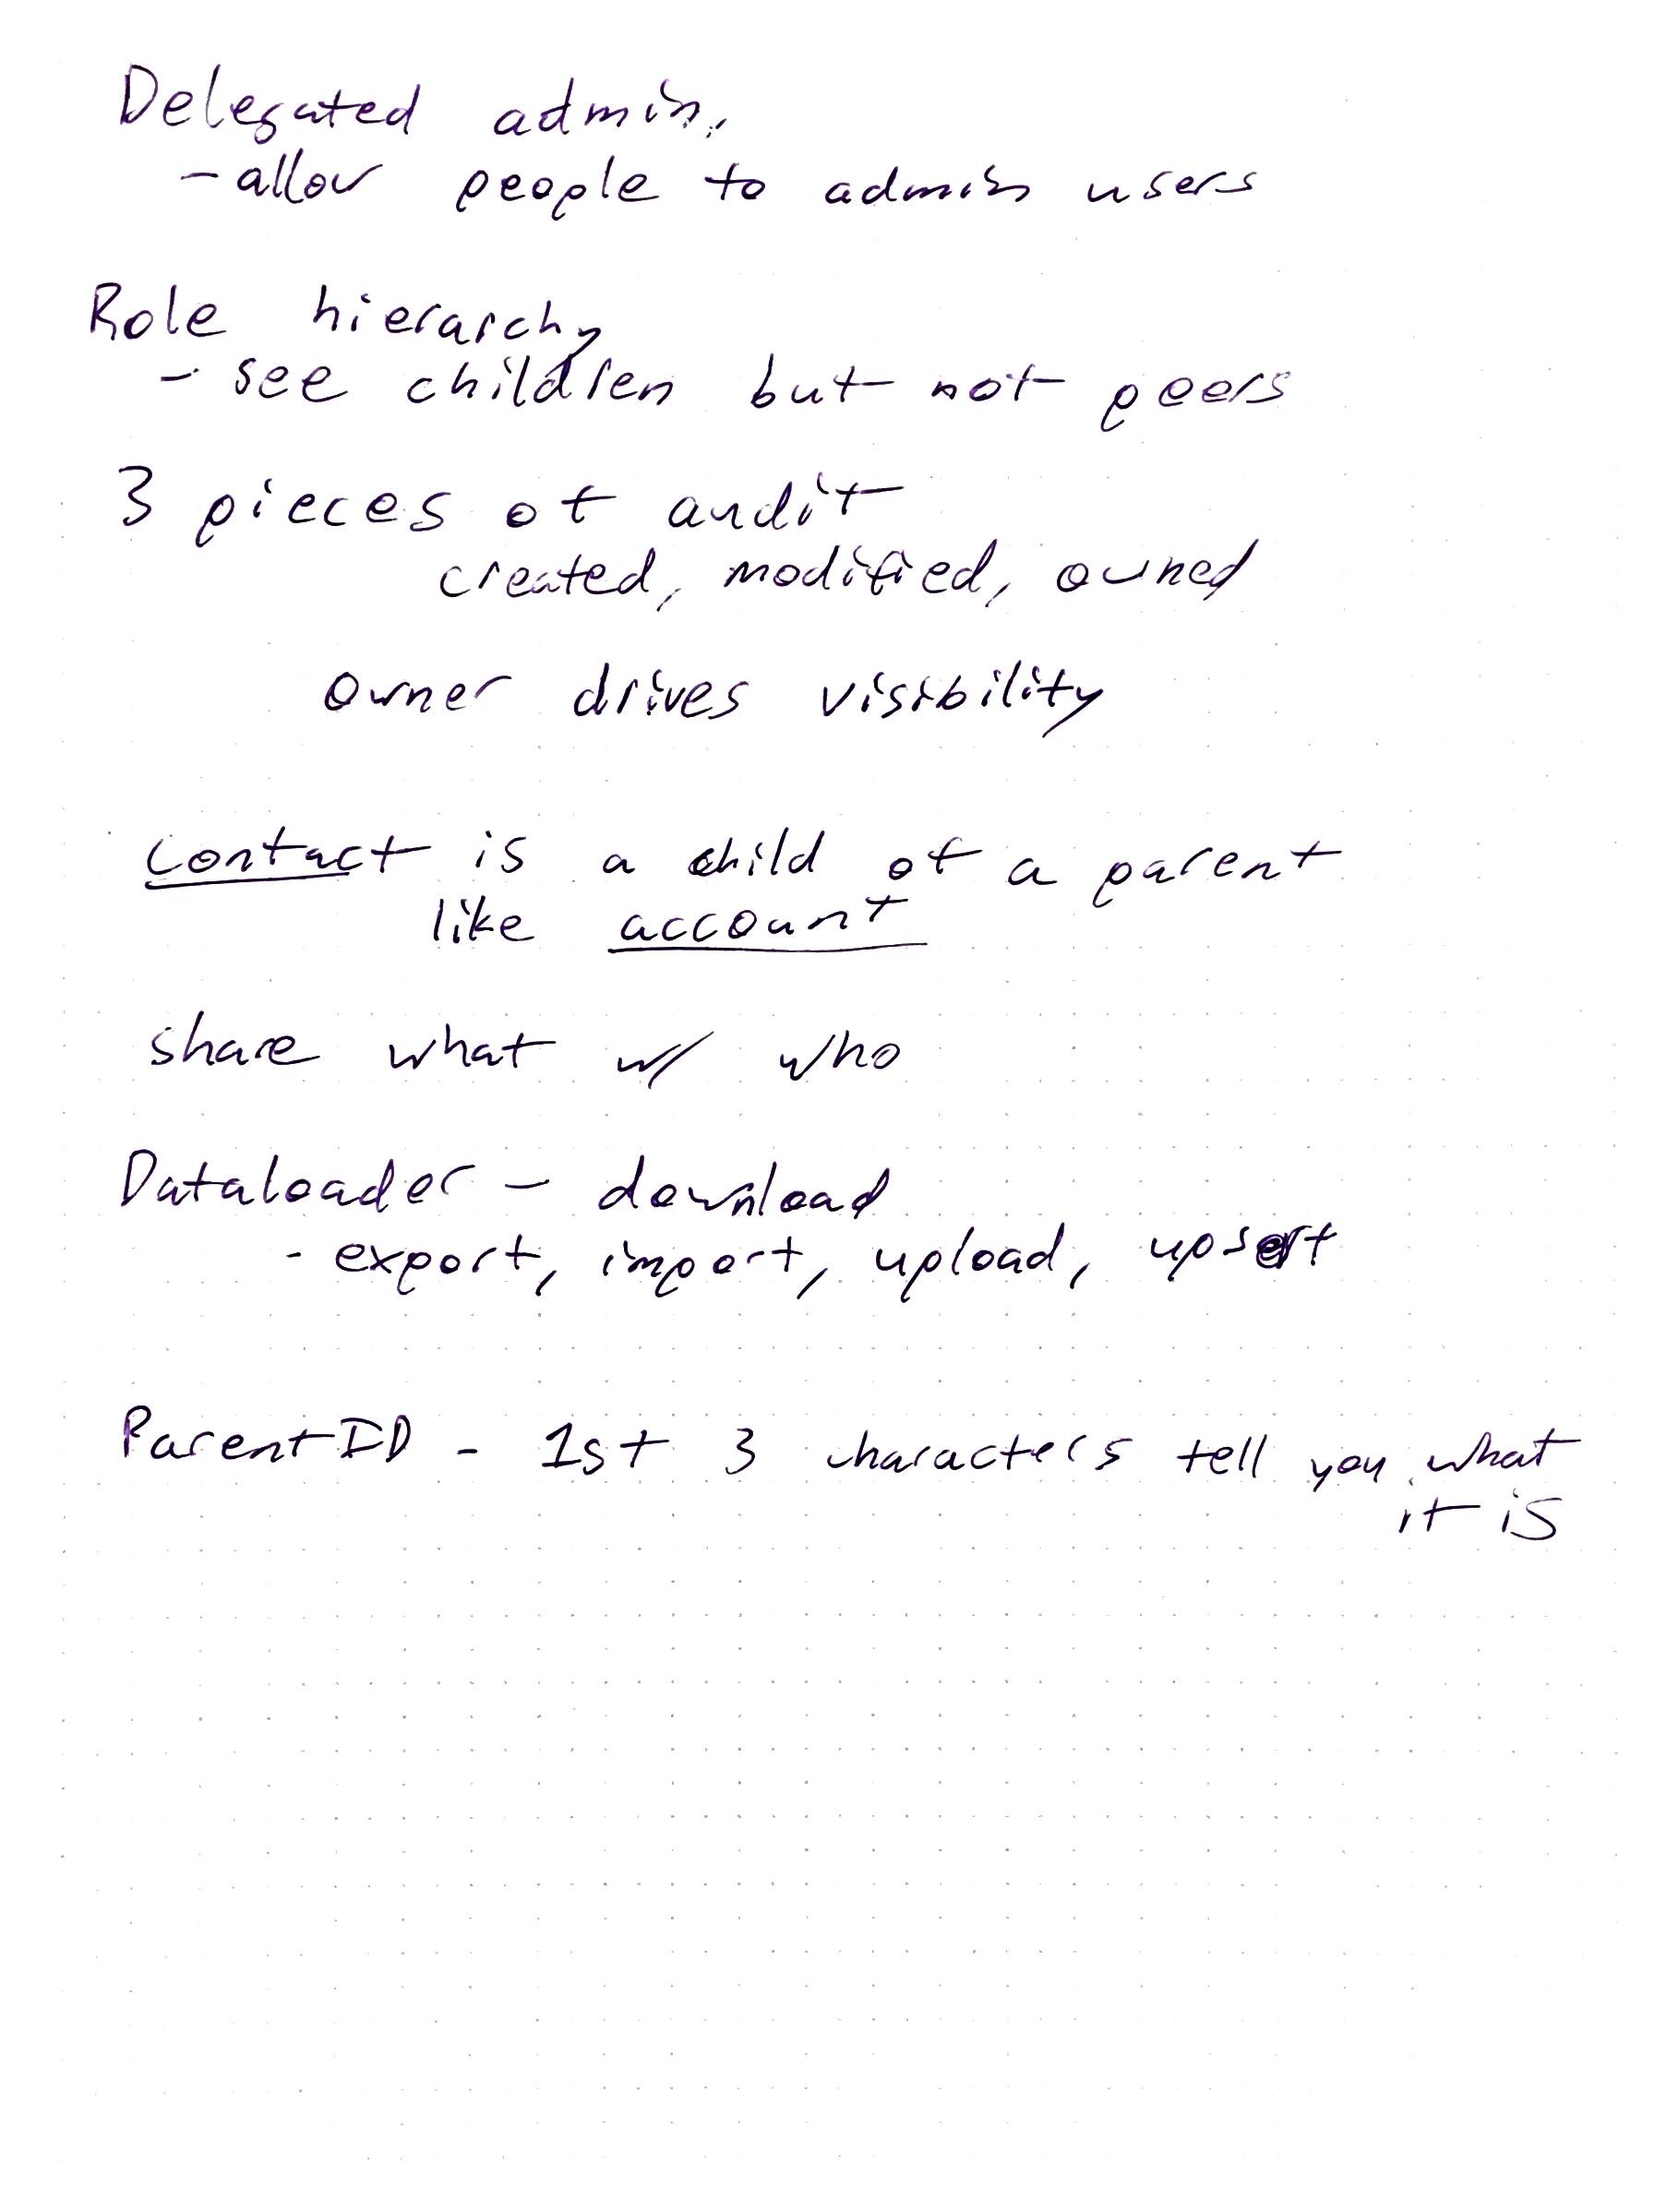 Delegated admin.
- allow people to admin users
Role hierarchy
- see children but not peers
3 pieces of audit
created, modified, owned
owner drives visibility
contact is a child of a parent
like account
share what w/ who
Dataloader - download
- export, import, upload, upsert
ParentID - 1st 3 characters tell you what
it is